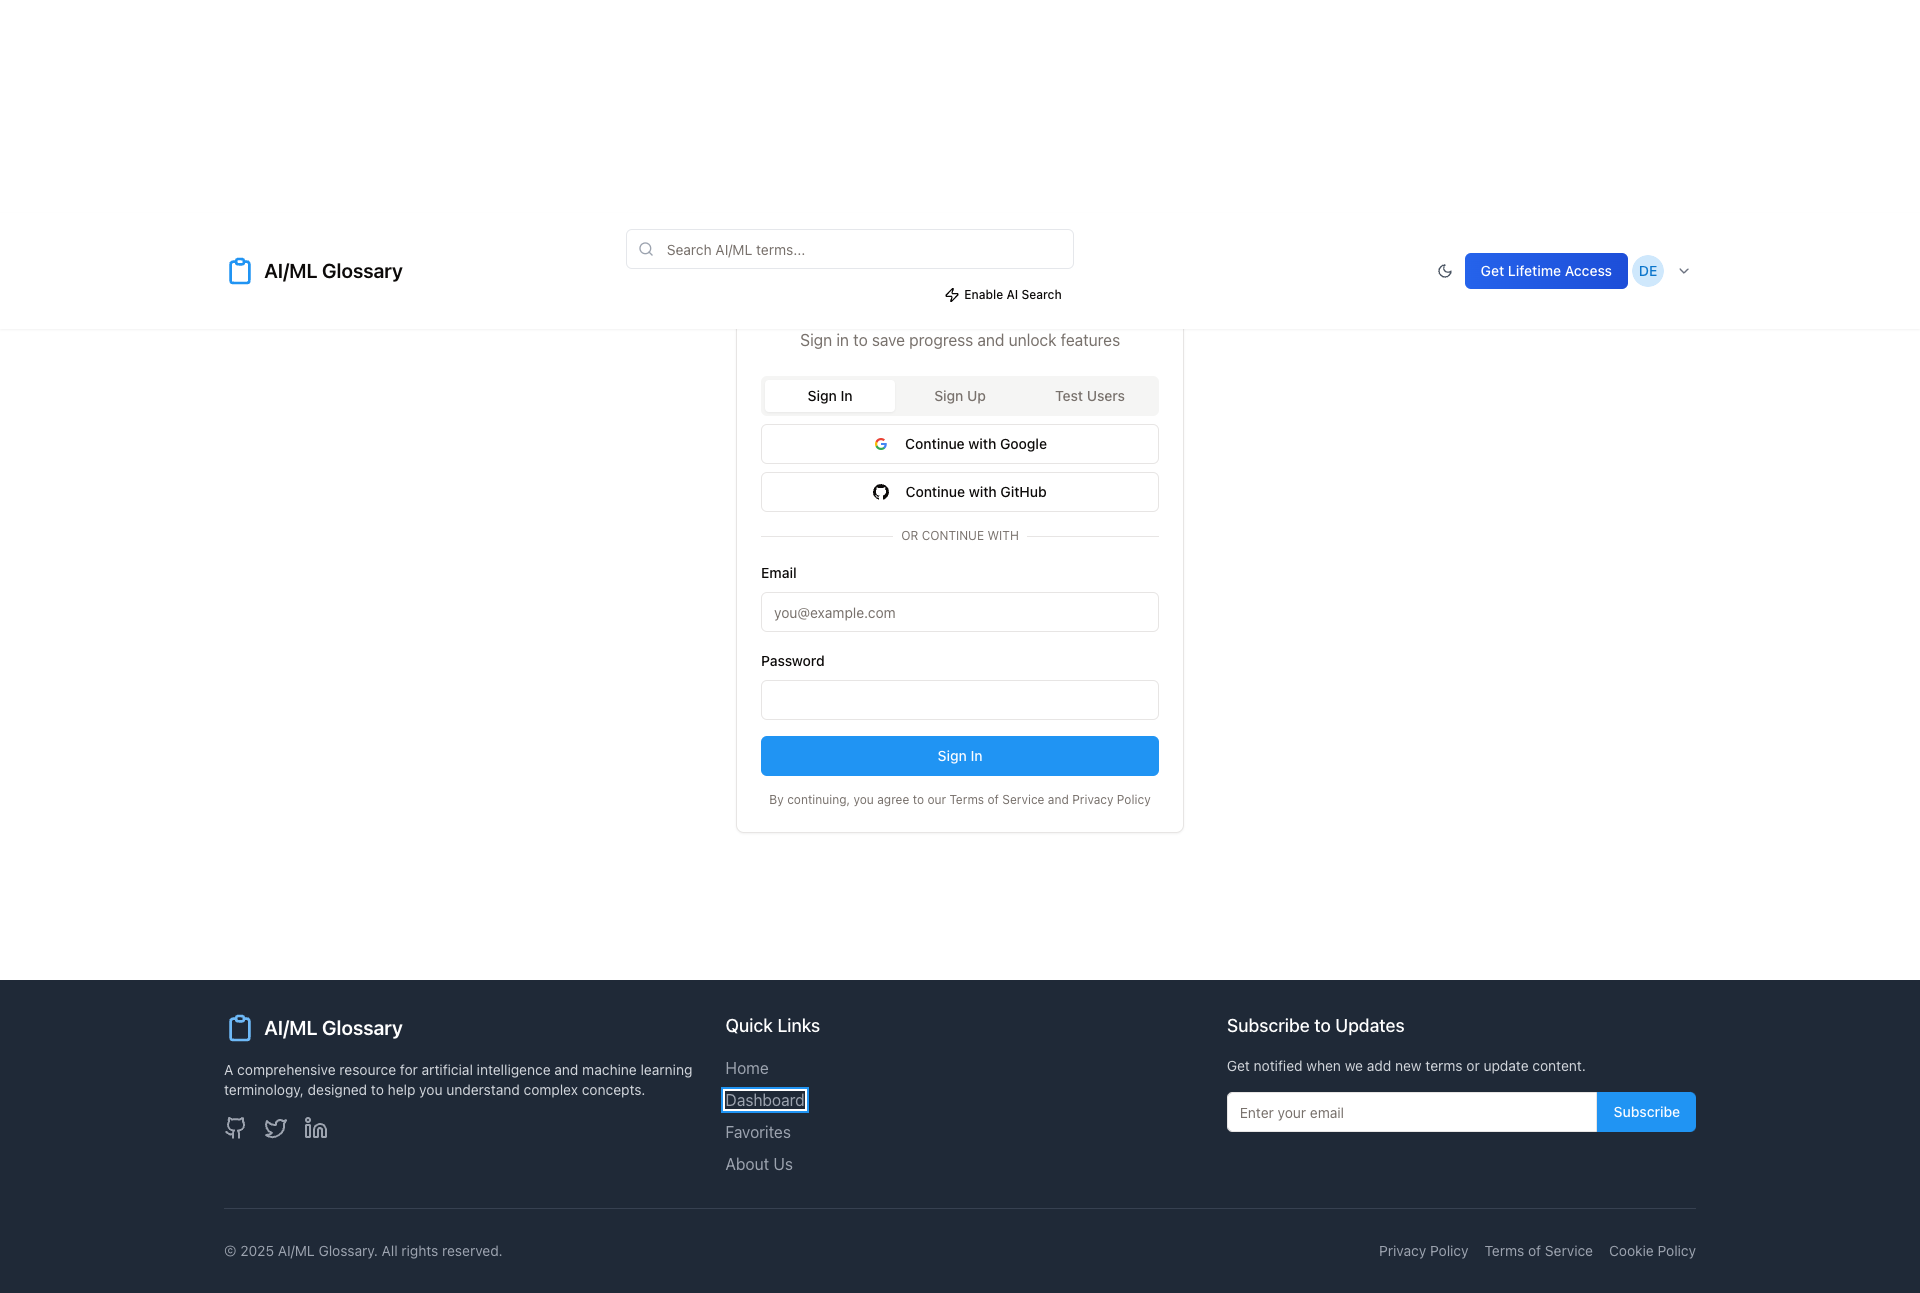 Search AI/ML terms...
AI/ML Glossary
Get Lifetime Access
DE
Enable AI Search
Sign in to save progress and unlock features
Sign In
Sign Up
Test Users
Continue with Google
Continue with GitHub
OR CONTINUE WITH
Email
you@example.com
Password
Sign In
By continuing, you agree to our Terms of Service and Privacy Policy
AI/ML Glossary
A comprehensive resource for artificial intelligence and machine learning
terminology, designed to help you understand complex concepts.
Quick Links
Home
Dashboard
Favorites
About Us
Subscribe to Updates
Get notified when we add new terms or update content.
Enter your email
Subscribe
© 2025 AI/ML Glossary. All rights reserved.
Privacy Policy
Terms of Service
Cookie Policy